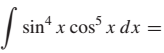 ∫ sin⁴ x cos⁵ x dx =